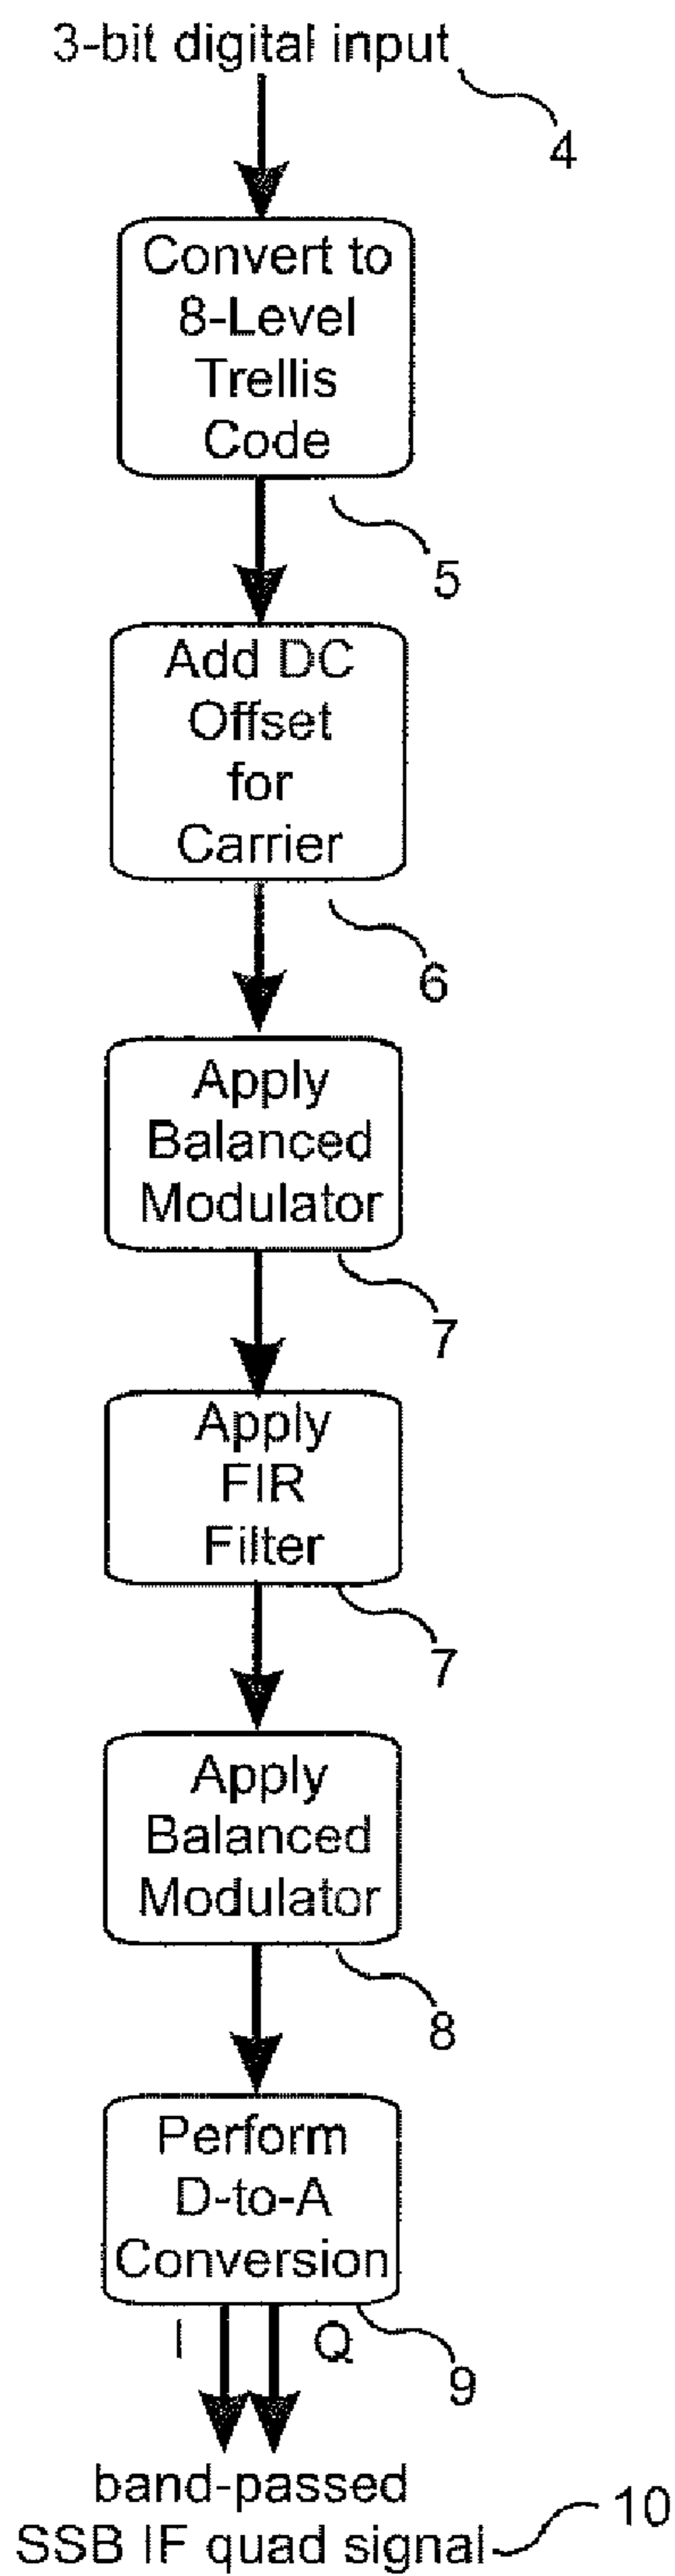 3-bit digital input
4
Convert to
8-Level
Trellis
Code
5
Add DC
Offset
for
Carrier
6
Apply
Balanced
Modulator
7
Apply
FIR
Filter
7
Apply
Balanced
Modulator
8
Perform
D-to-A
Conversion
I Q
9
band-passed
SSB IF quad signal 10